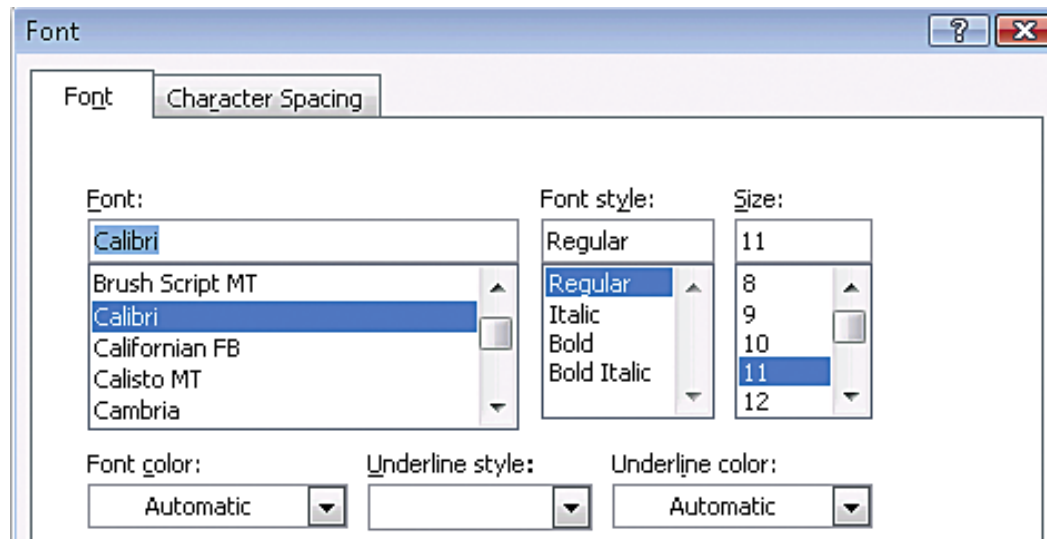 Font
Font Character Spacing
Font: Font style: Size:
Calibri Regular 11
Brush Script MT Regular 8
Calibri Italic 9
Californian FB Bold 10
Calisto MT Bold Italic 11
Cambria 12
Font color: Underline style: Underline color:
Automatic Automatic